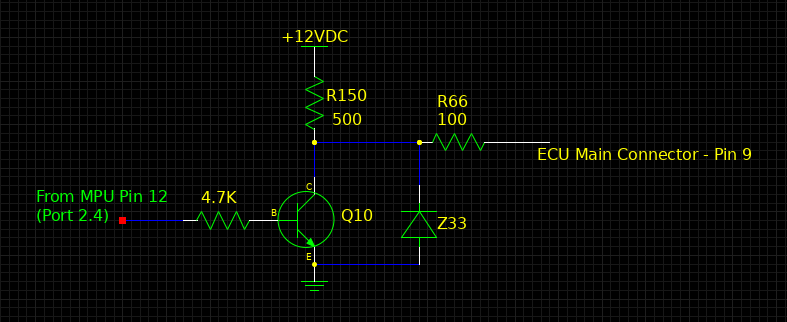 +12VDC
R150
500
R66
100
ECU Main Connector - Pin 9
From MPU Pin 12
(Port 2.4)
4.7K
C
B
Q10
E
Z33